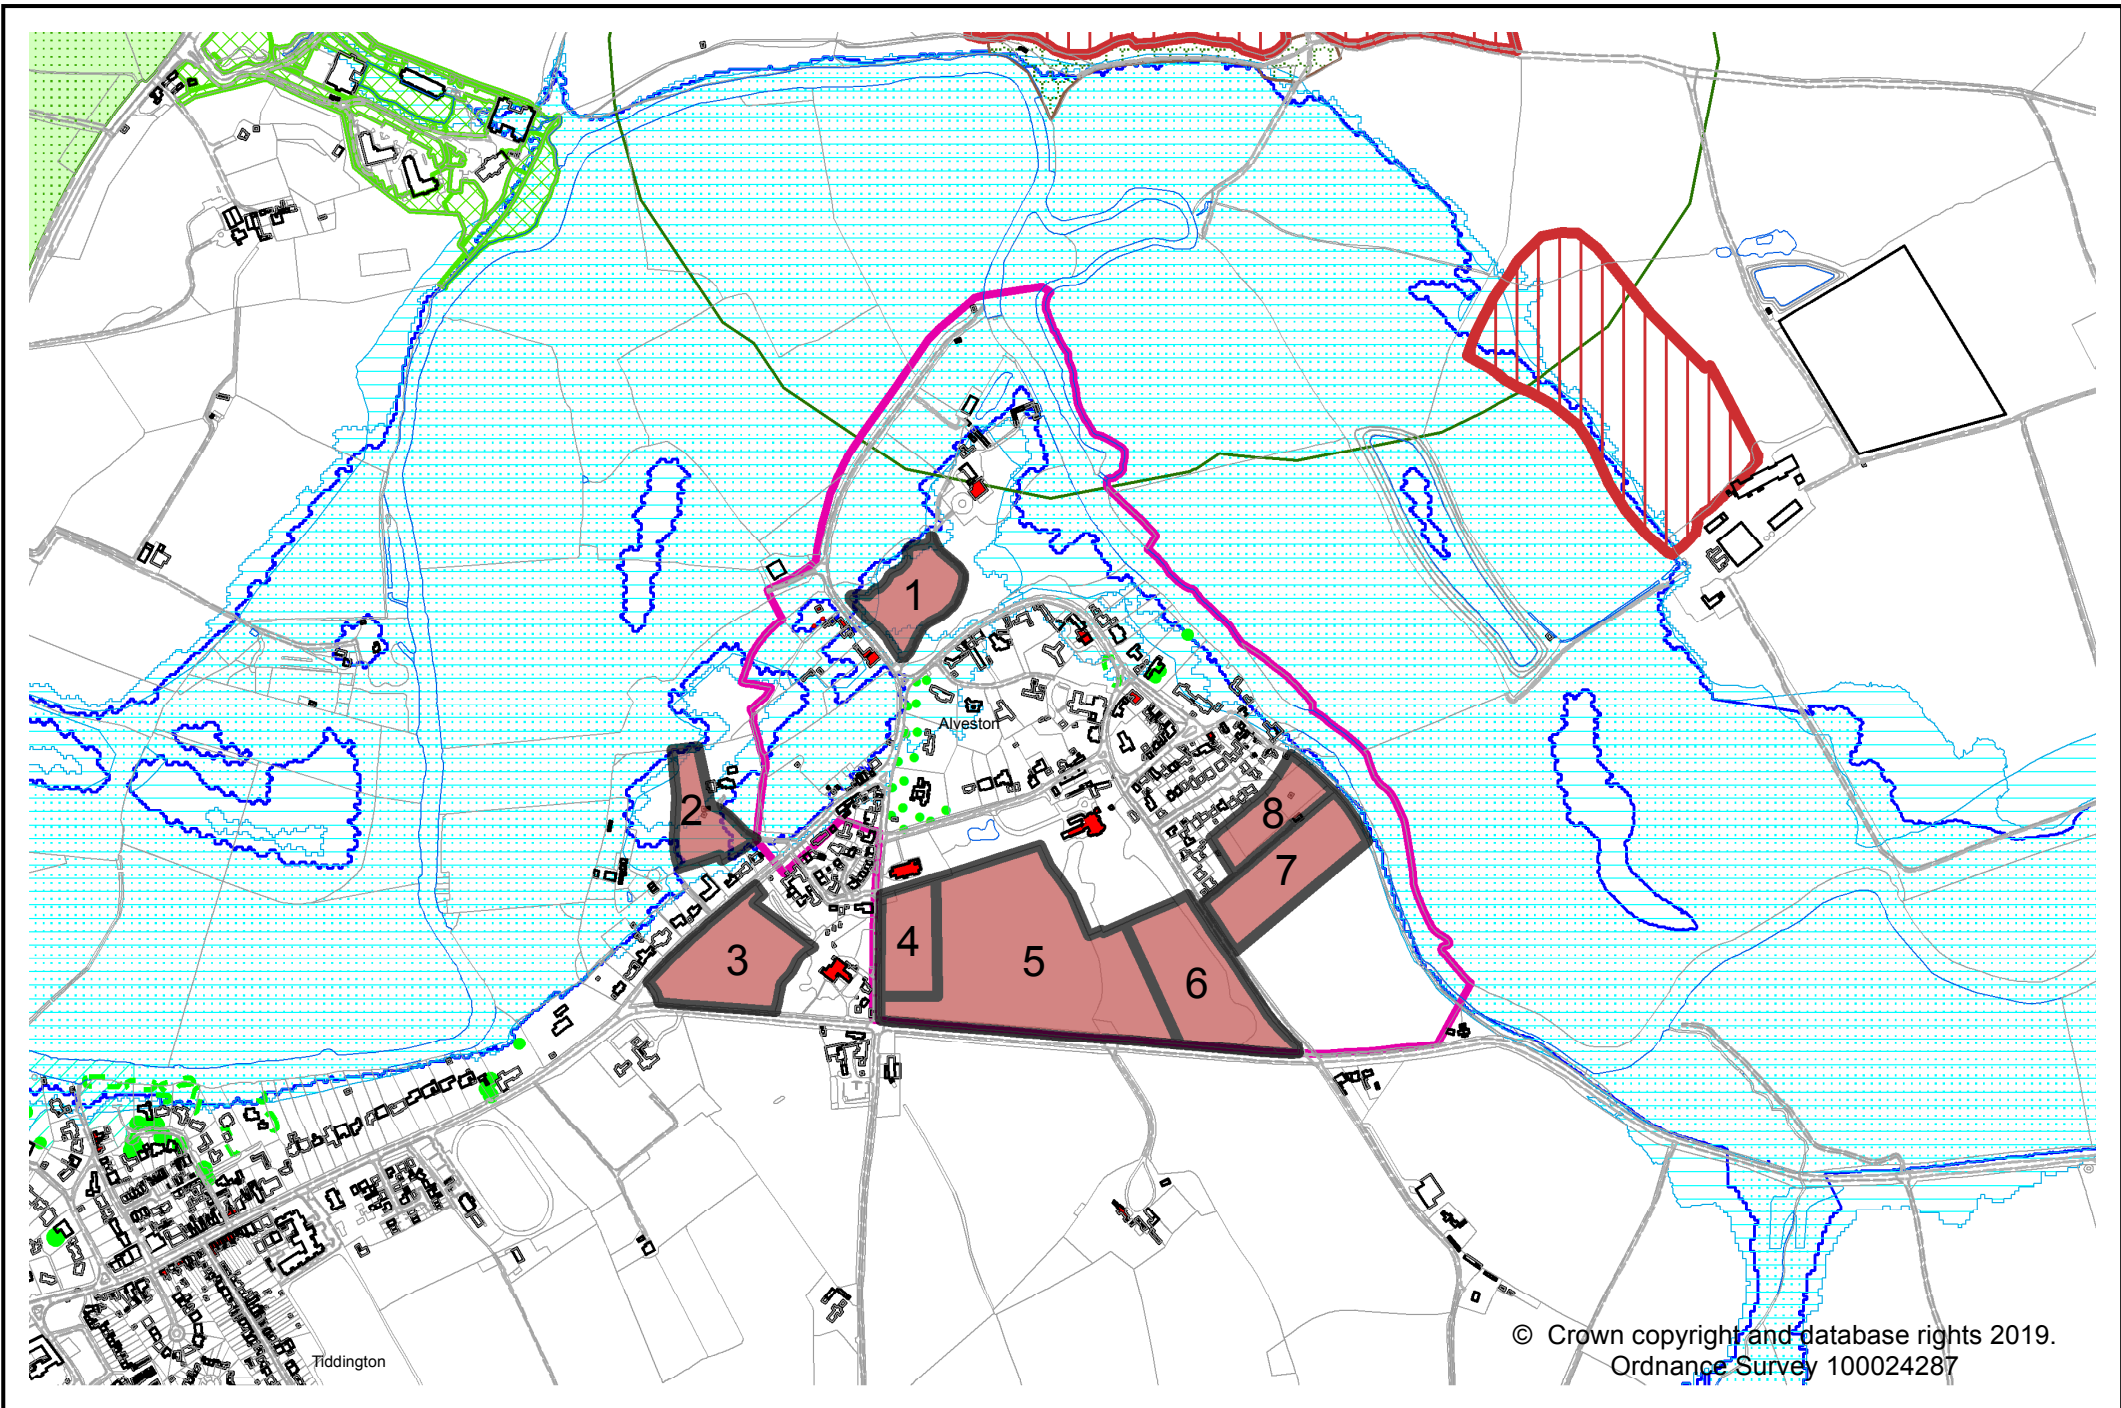 1
Alveston
2
8
7
3
4
5
6
Tiddington
© Crown copyright and database rights 2019.
Ordnance Survey 100024287